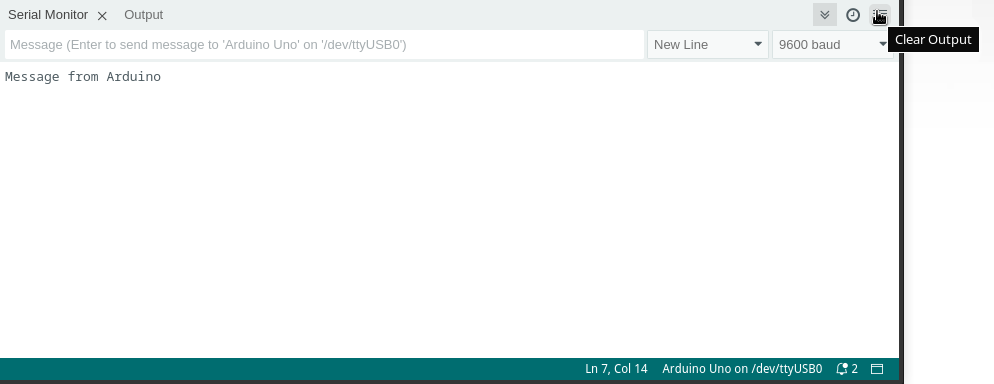 Serial Monitor Output
Message (Enter to send message to 'Arduino Uno' on '/dev/ttyUSB0') New Line 9600 baud
Clear Output
Message from Arduino
Ln 7, Col 14 Arduino Uno on /dev/ttyUSB0 2